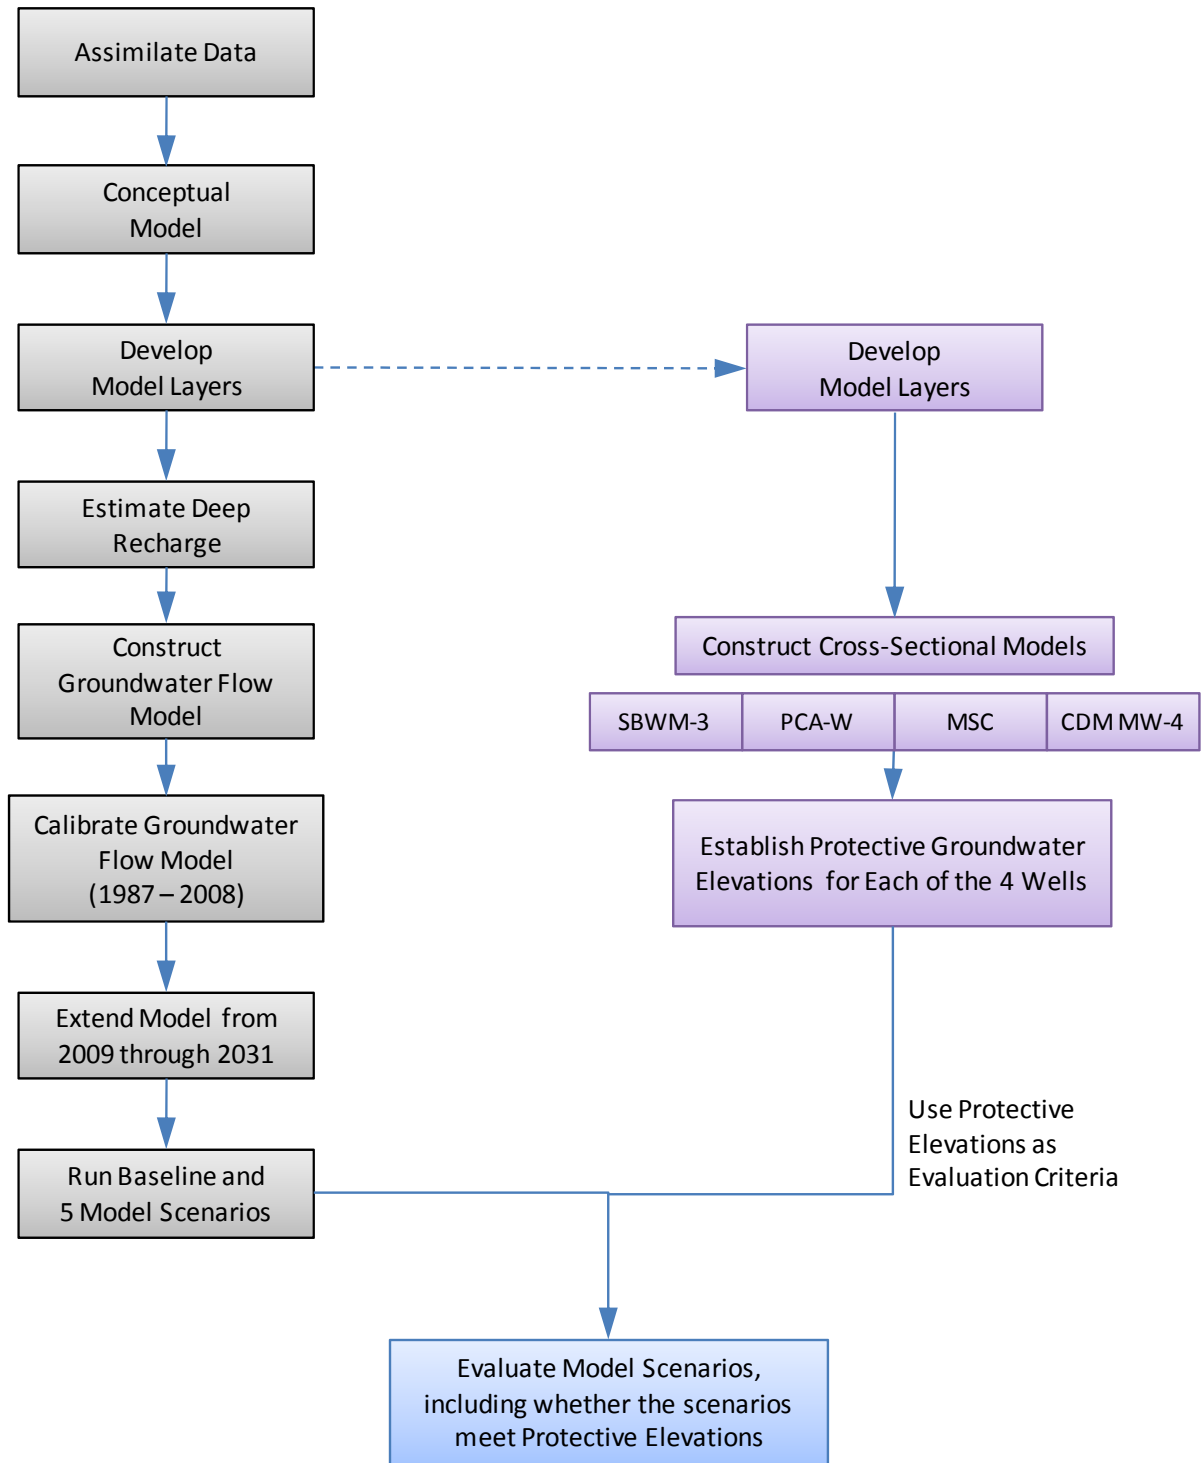 Assimilate Data
Conceptual
Model
Develop
Model Layers
Estimate Deep
Recharge
Construct
Groundwater Flow
Model
Calibrate Groundwater
Flow Model
(1987 – 2008)
Extend Model from
2009 through 2031
Run Baseline and
5 Model Scenarios
Develop
Model Layers
Construct Cross-Sectional Models
SBWM-3 PCA-W MSC CDM MW-4
Establish Protective Groundwater
Elevations for Each of the 4 Wells
Use Protective
Elevations as
Evaluation Criteria
Evaluate Model Scenarios,
including whether the scenarios
meet Protective Elevations